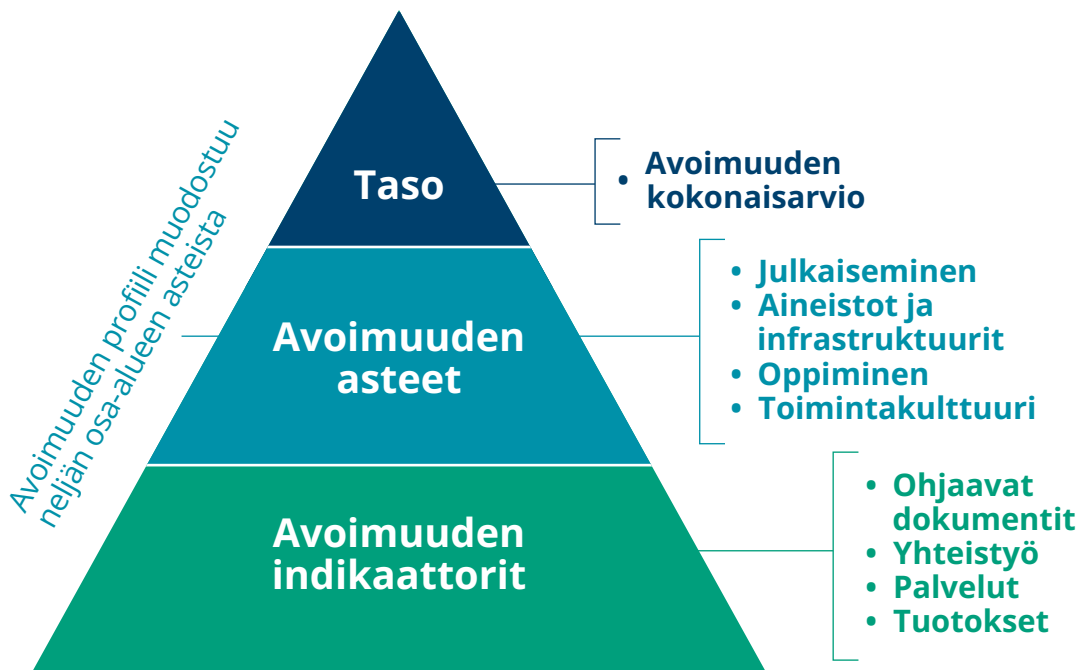 Avoimuuden profiili muodostuu
neljän osa-alueen asteista
Taso
• Avoimuuden
kokonaisarvio
Avoimuuden
asteet
• Julkaiseminen
• Aineistot ja
infrastruktuurit
• Oppiminen
• Toimintakulttuuri
Avoimuuden
indikaattorit
• Ohjaavat
dokumentit
• Yhteistyö
• Palvelut
• Tuotokset